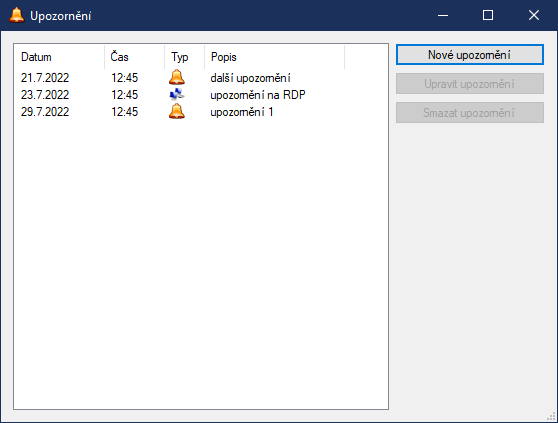 Upozornění
Datum Čas Typ Popis
21.7.2022 12:45 další upozornění
23.7.2022 12:45 upozornění na RDP
29.7.2022 12:45 upozornění 1
Nové upozornění
Upravit upozornění
Smazat upozornění